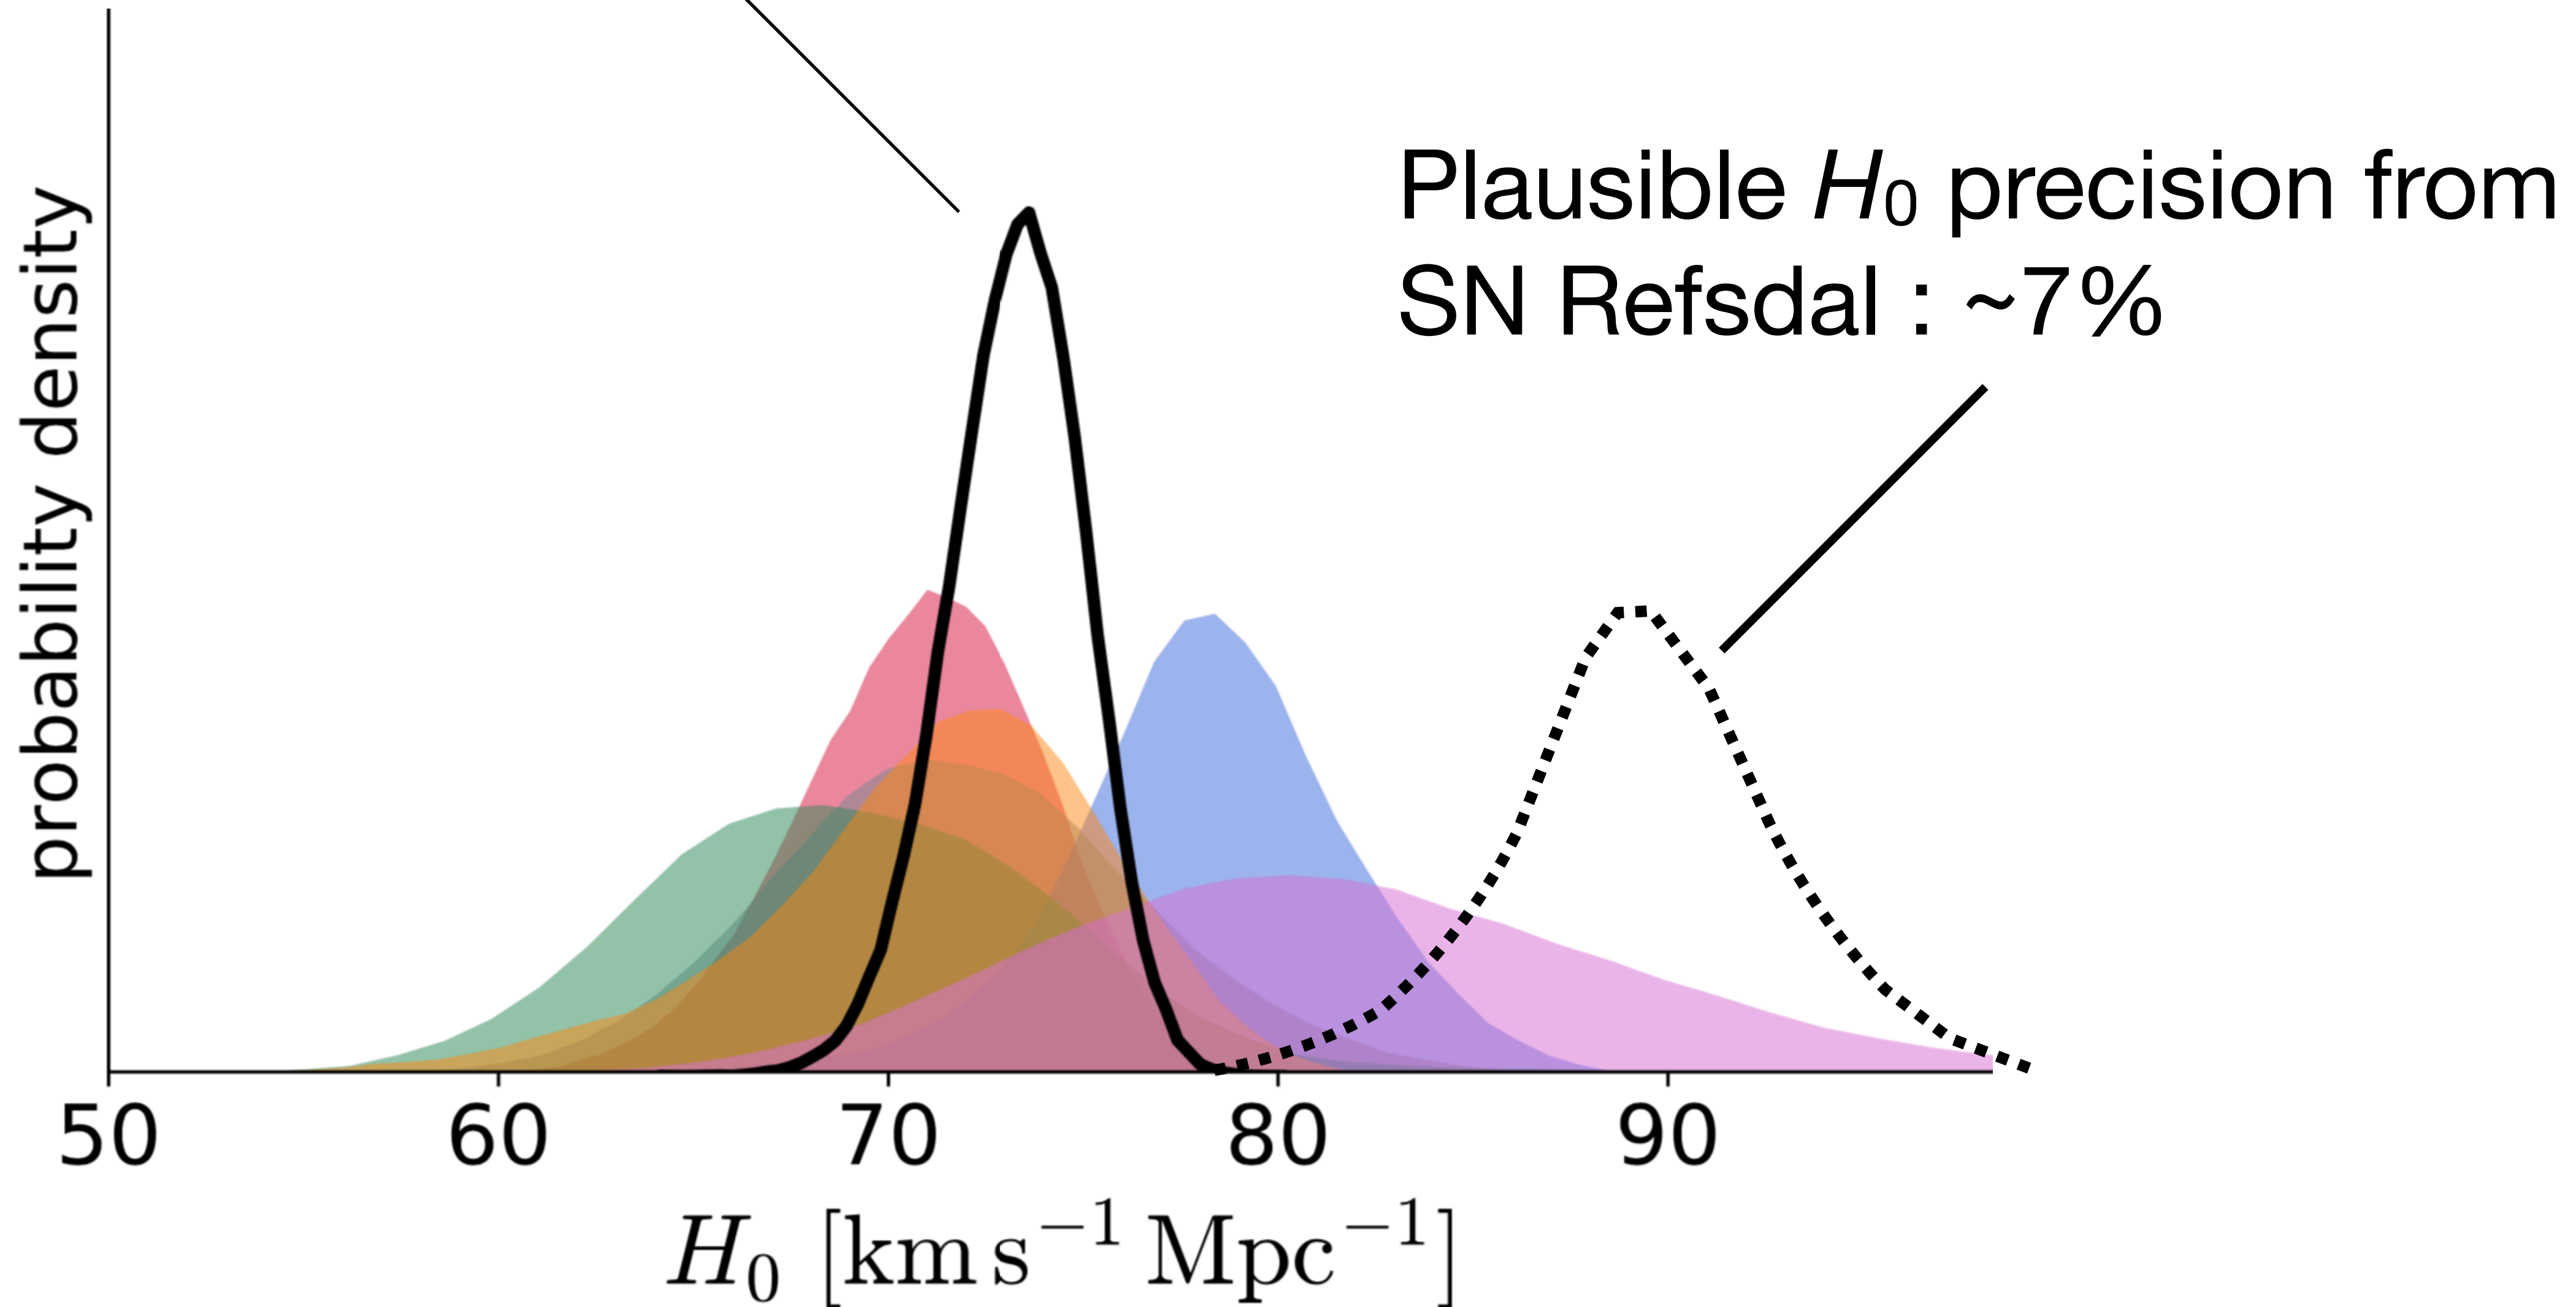 Plausible H₀ precision from
SN Refsdal : ~7%
probability density
50 60 70 80 90
H₀ [km s⁻¹ Mpc⁻¹]